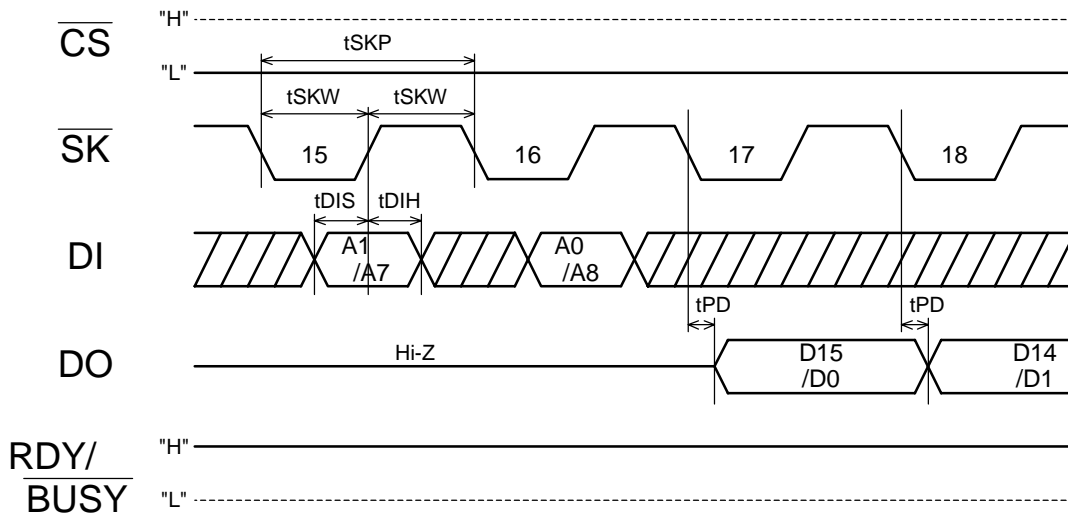 "H"
CS
tSKP
"L"
tSKW tSKW
SK
15 16 17 18
tDIS tDIH
DI
A1 A0
/A7 /A8
tPD tPD
DO
Hi-Z
D15 D14
/D0 /D1
"H"
RDY/
BUSY
"L"